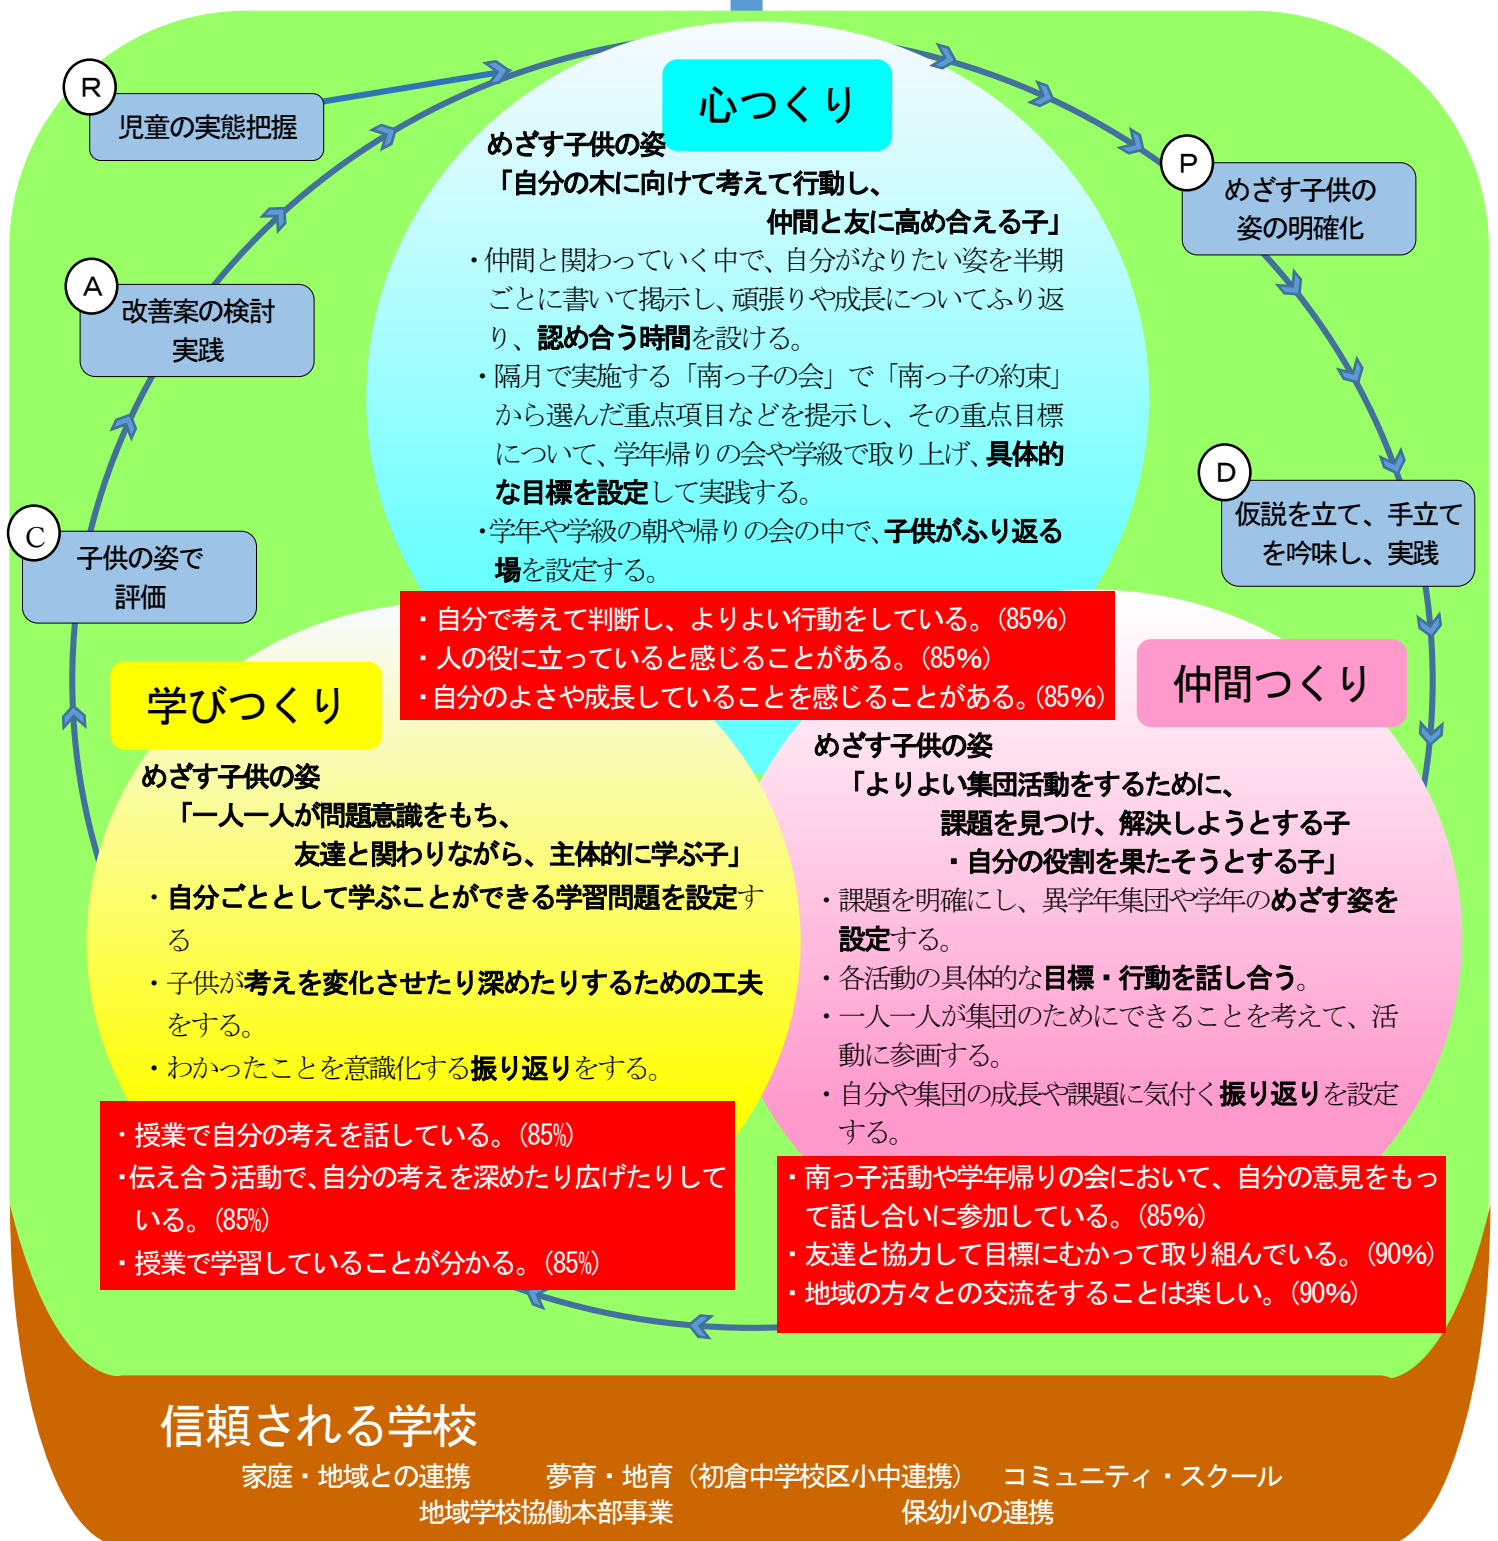 R
児童の実態把握
心つくり
めざす子供の姿
「自分の木に向けて考えて行動し、
仲間と友に高め合える子」
・仲間と関わっていく中で、自分がなりたい姿を半期
ごとに書いて掲示し、頑張りや成長についてふり返
り、認め合う時間を設ける。
・隔月で実施する「南っ子の会」で「南っ子の約束」
から選んだ重点項目などを提示し、その重点目標
について、学年帰りの会や学級で取り上げ、具体的
な目標を設定して実践する。
・学年や学級の朝や帰りの会の中で、子供がふり返る
場を設定する。
・自分で考えて判断し、よりよい行動をしている。(85%)
・人の役に立っていると感じることがある。(85%)
・自分のよさや成長していることを感じることがある。(85%)
P
めざす子供の
姿の明確化
D
仮説を立て、手立て
を吟味し、実践
A
改善案の検討
実践
C
子供の姿で
評価
学びつくり
めざす子供の姿
「一人一人が問題意識をもち、
友達と関わりながら、主体的に学ぶ子」
・自分ごととして学ぶことができる学習問題を設定す
る
・子供が考えを変化させたり深めたりするための工夫
をする。
・わかったことを意識化する振り返りをする。
・授業で自分の考えを話している。(85%)
・伝え合う活動で、自分の考えを深めたり広げたりして
いる。(85%)
・授業で学習していることが分かる。(85%)
仲間つくり
めざす子供の姿
「よりよい集団活動をするために、
課題を見つけ、解決しようとする子
・自分の役割を果たそうとする子」
・課題を明確にし、異学年集団や学年のめざす姿を
設定する。
・各活動の具体的な目標・行動を話し合う。
・一人一人が集団のためにできることを考えて、活
動に参画する。
・自分や集団の成長や課題に気付く振り返りを設定
する。
・南っ子活動や学年帰りの会において、自分の意見をもっ
て話し合いに参加している。(85%)
・友達と協力して目標にむかって取り組んでいる。(90%)
・地域の方々との交流をすることは楽しい。(90%)
信頼される学校
家庭・地域との連携 夢育・地育（初倉中学校区小中連携） コミュニティ・スクール
地域学校協働本部事業 保幼小の連携